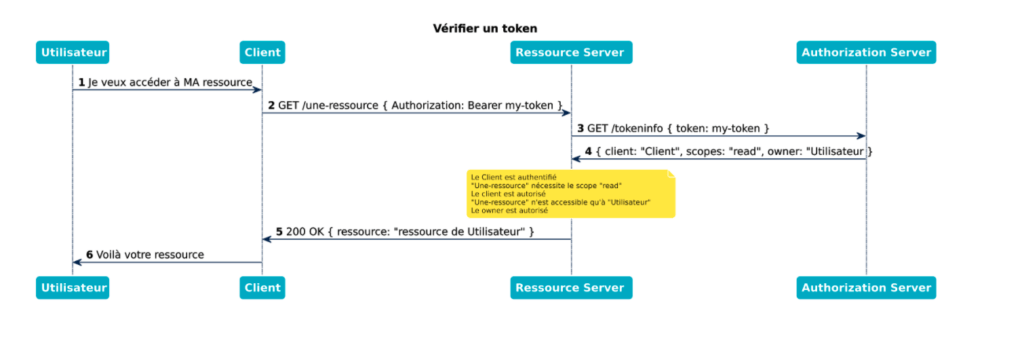 Vérifier un token
Utilisateur Client Ressource Server Authorization Server
1 Je veux accéder à MA ressource
2 GET /une-ressource { Authorization: Bearer my-token }
3 GET /tokeninfo { token: my-token }
4 { client: "Client", scopes: "read", owner: "Utilisateur }
Le Client est authentifié
"Une-ressource" nécessite le scope "read"
Le client est autorisé
"Une-ressource" n'est accessible qu'à "Utilisateur"
Le owner est autorisé
5 200 OK { ressource: "ressource de Utilisateur" }
6 Voilà votre ressource
Utilisateur Client Ressource Server Authorization Server